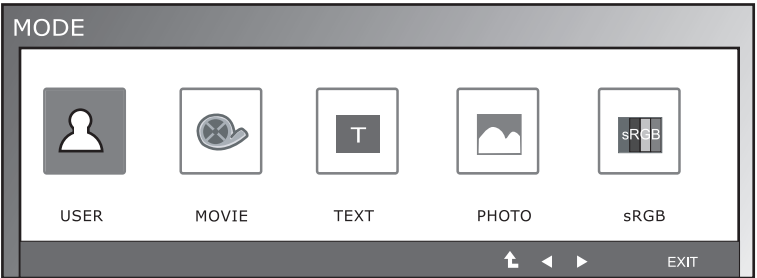 MODE
T
sRGB
USER MOVIE TEXT PHOTO sRGB
EXIT